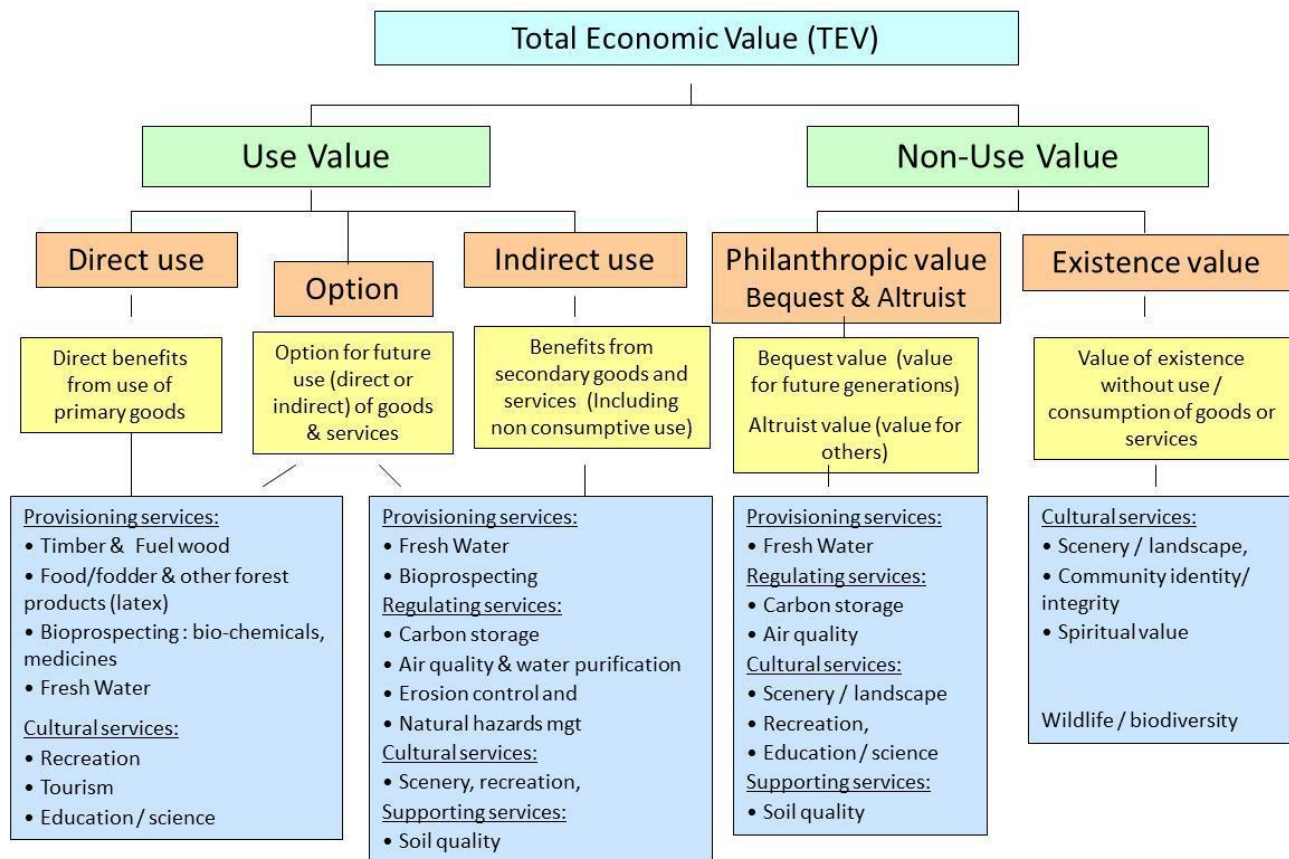 Total Economic Value (TEV)
Use Value
Non-Use Value
Direct use
Option
Indirect use
Philanthropic value
Bequest & Altruist
Existence value
Direct benefits
from use of
primary goods
Option for future
use (direct or
indirect) of goods
& services
Benefits from
secondary goods and
services (Including
non consumptive use)
Bequest value (value
for future generations)
Altruist value (value for
others)
Value of existence
without use /
consumption of goods or
services
Provisioning services:
• Timber & Fuel wood
• Food/fodder & other forest
products (latex)
• Bioprospecting : bio-chemicals,
medicines
• Fresh Water
Cultural services:
• Recreation
• Tourism
• Education / science
Provisioning services:
• Fresh Water
• Bioprospecting
Regulating services:
• Carbon storage
• Air quality & water purification
• Erosion control and
• Natural hazards mgt
Cultural services:
• Scenery, recreation,
Supporting services:
• Soil quality
Provisioning services:
• Fresh Water
Regulating services:
• Carbon storage
• Air quality
Cultural services:
• Scenery / landscape
• Recreation,
• Education / science
Supporting services:
• Soil quality
Cultural services:
• Scenery / landscape,
• Community identity/
integrity
• Spiritual value
Wildlife / biodiversity